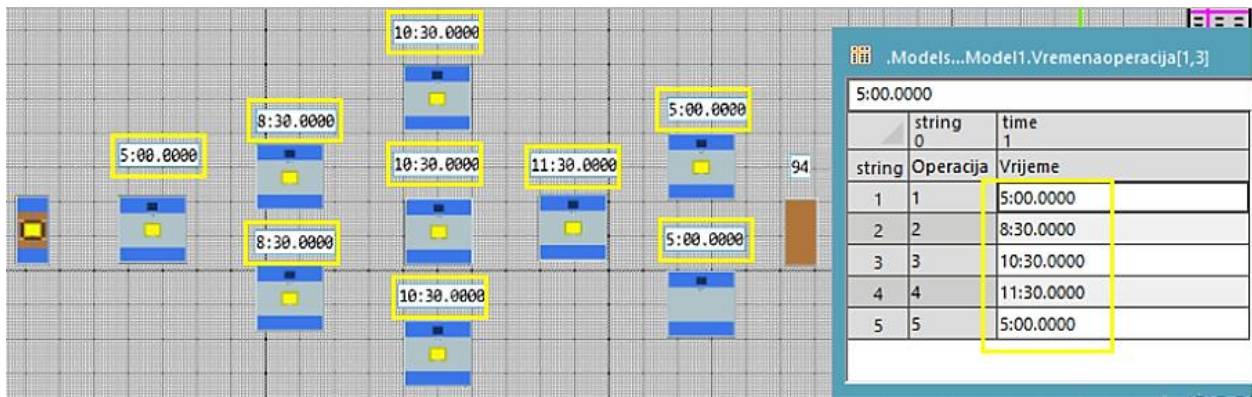 10:30.0000
8:30.0000
5:00.0000
5:00.0000
10:30.0000
11:30.0000
94
8:30.0000
5:00.0000
10:30.0000
.Models...Model1.Vremenaoperacija[1,3]
5:00.0000
string time
0 1
string Operacija Vrijeme
1 1 5:00.0000
2 2 8:30.0000
3 3 10:30.0000
4 4 11:30.0000
5 5 5:00.0000